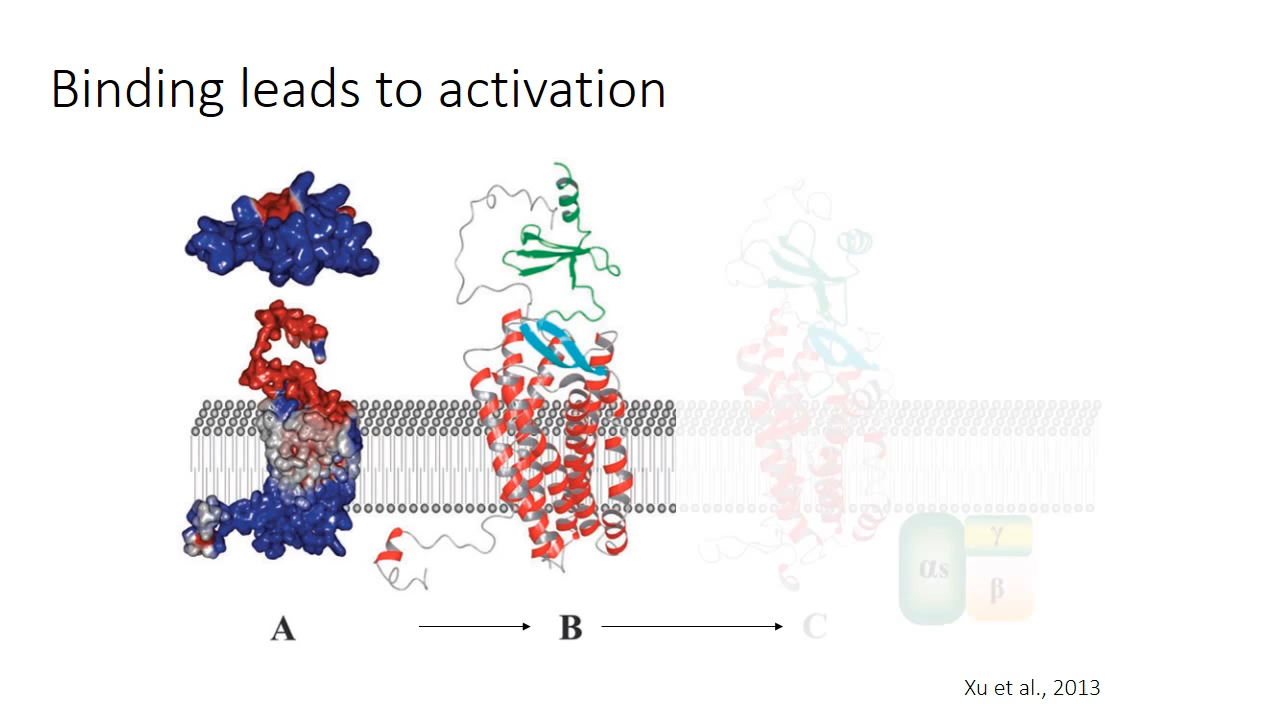 Binding leads to activation
γ
αs
β
A
B
C
Xu et al., 2013